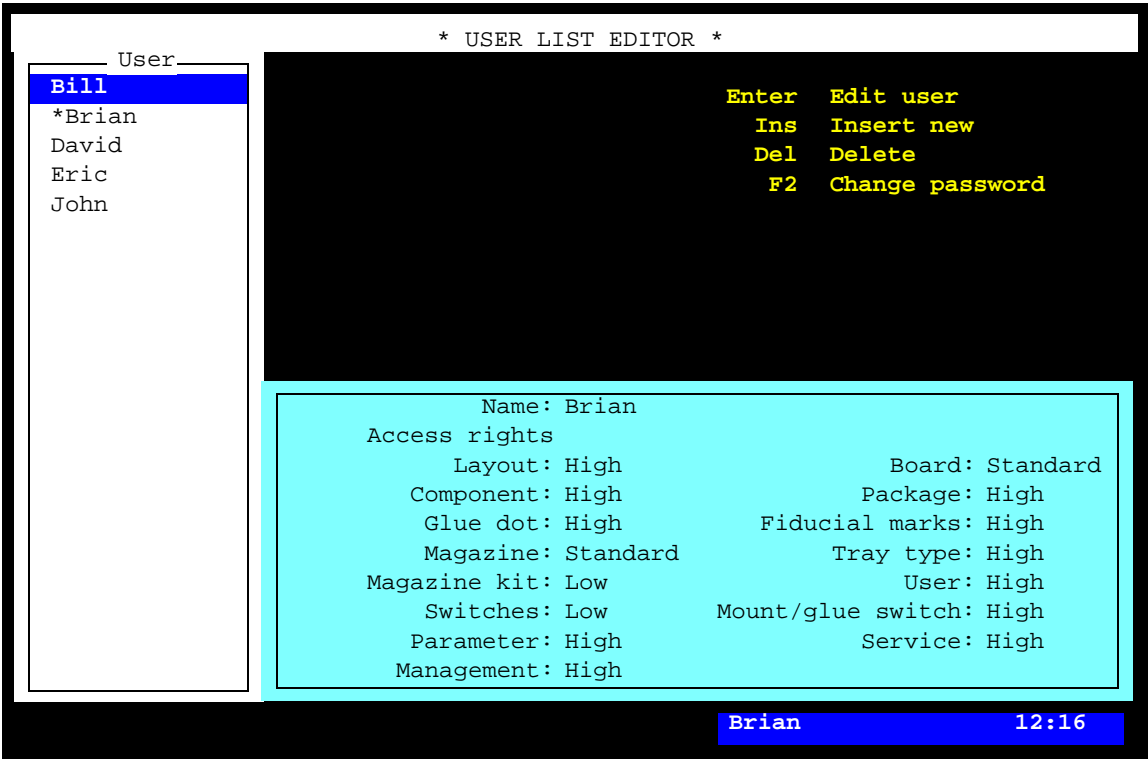 * USER LIST EDITOR *
User
Bill
*Brian
David
Eric
John
Enter Edit user
Ins Insert new
Del Delete
F2 Change password
Name: Brian
Access rights
Layout: High Board: Standard
Component: High Package: High
Glue dot: High Fiducial marks: High
Magazine: Standard Tray type: High
Magazine kit: Low User: High
Switches: Low Mount/glue switch: High
Parameter: High Service: High
Management: High
Brian 12:16